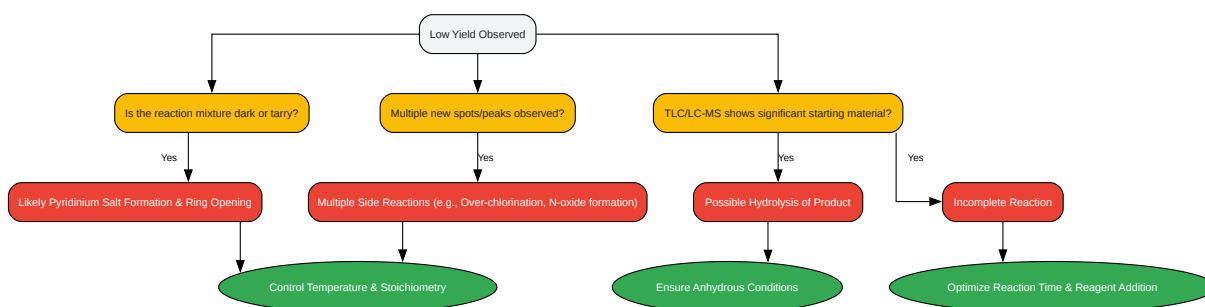 Low Yield Observed
Is the reaction mixture dark or tarry?
Multiple new spots/peaks observed?
TLC/LC-MS shows significant starting material?
Yes
Yes
Yes
Yes
Likely Pyridinium Salt Formation & Ring Opening
Multiple Side Reactions (e.g., Over-chlorination, N-oxide formation)
Possible Hydrolysis of Product
Incomplete Reaction
Control Temperature & Stoichiometry
Ensure Anhydrous Conditions
Optimize Reaction Time & Reagent Addition